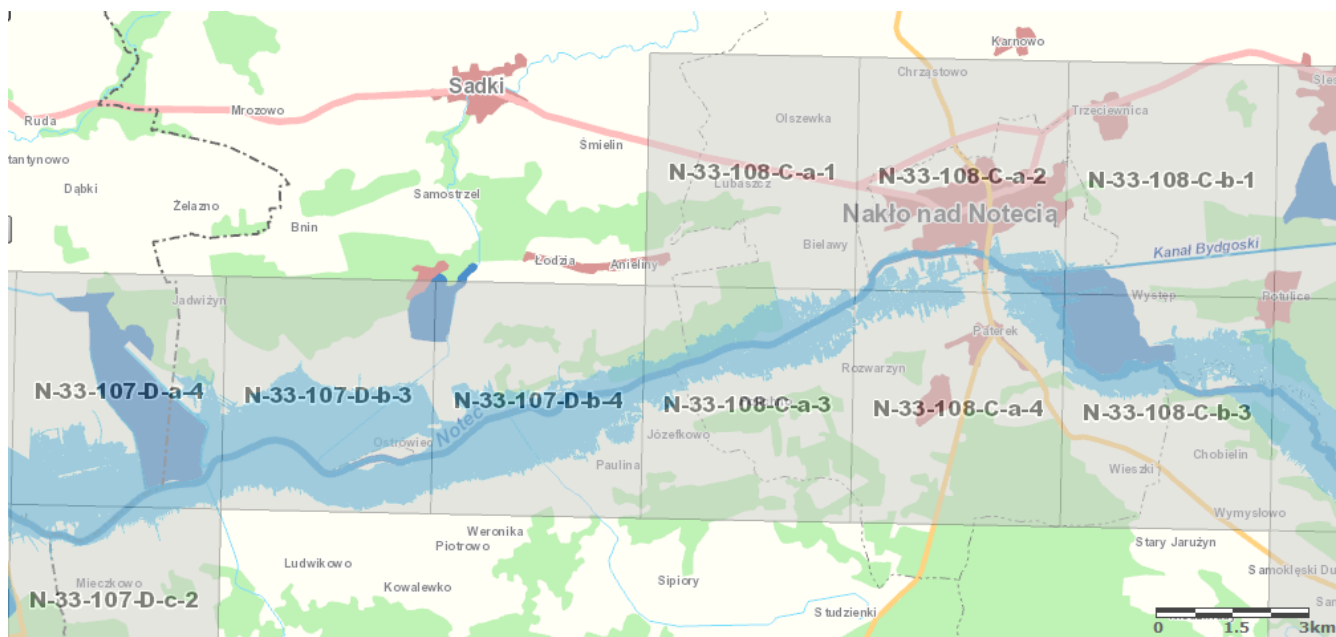 Karnowo
Chrząstowo
Sadki
Mrozowo
Ruda
Olszewka
Trzeciewnica
Śmielin
tantynowo
N-33-108-C-a-1
N-33-108-C-a-2
N-33-108-C-b-1
Dąbki
Samostrzel
Lubaszcz
Żelazno
Nakło nad Notecią
Bnin
Bielawy
Kanał Bydgoski
Łodzia
Anieliny
Jadwiżyn
Występ
Potulice
Paterek
Rozwarzyn
N-33-107-D-a-4
N-33-107-D-b-3
N-33-107-D-b-4
N-33-108-C-a-3
N-33-108-C-a-4
N-33-108-C-b-3
Noteć
Ostrowiec
Józefkowo
Paulina
Wieszki
Chobielin
Wymysłowo
Weronika
Piotrowo
Stary Jarużyn
Ludwikowo
Mieczkowo
Kowalewko
Sipiory
Samoklęski Du
N-33-107-D-c-2
Studzienki
Sam
0 1.5 3km